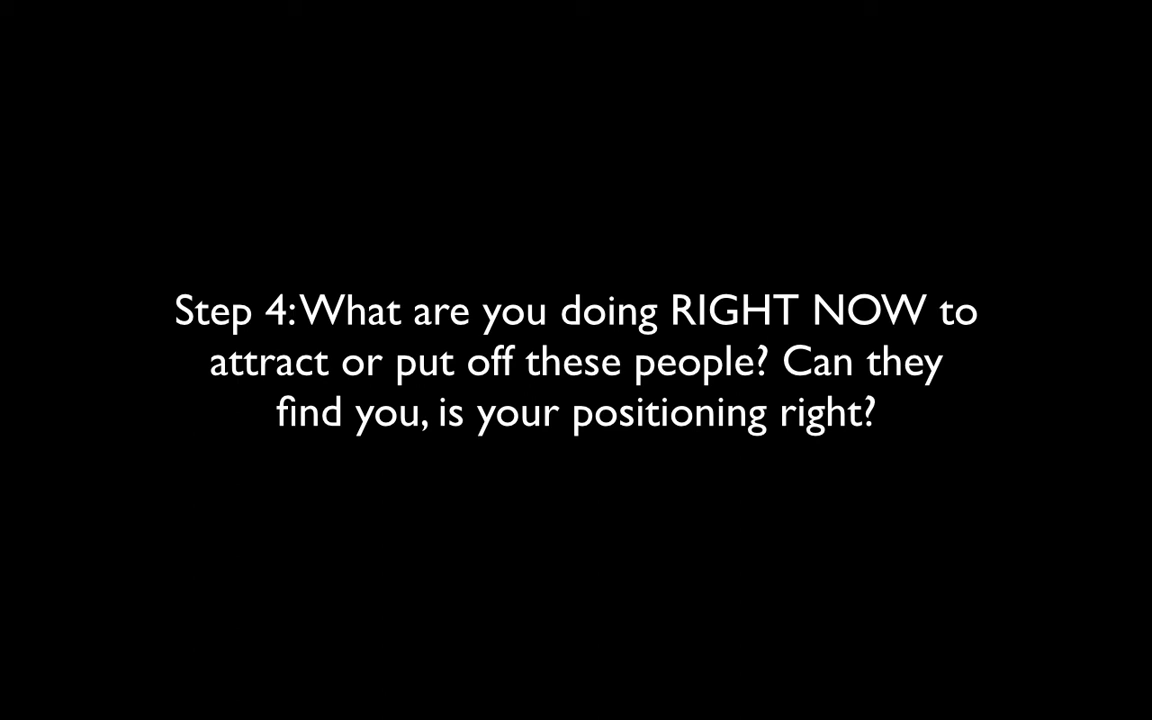 Step 4: What are you doing RIGHT NOW to
attract or put off these people? Can they
find you, is your positioning right?